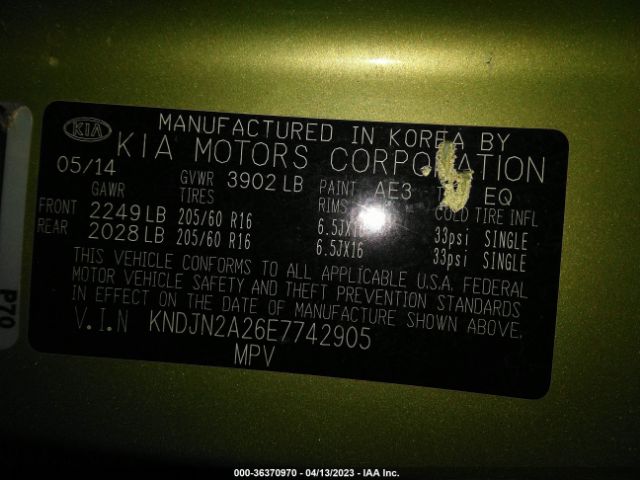 KIA
MANUFACTURED IN KOREA BY
KIA MOTORS CORPORATION
05/14 GVWR 3902 LB PAINT AE3 EQ
GAWR TIRES RIMS COLD TIRE INFL
FRONT 2249 LB 205/60 R16 6.5JX16 33psi SINGLE
REAR 2028 LB 205/60 R16 6.5JX16 33psi SINGLE
THIS VEHICLE CONFORMS TO ALL APPLICABLE U.S.A. FEDERAL
MOTOR VEHICLE SAFETY AND THEFT PREVENTION STANDARDS
IN EFFECT ON THE DATE OF MANUFACTURE SHOWN ABOVE.
V.I.N KNDJN2A26E7742905
MPV
P70
000-36370970 - 04/13/2023 - IAA Inc.